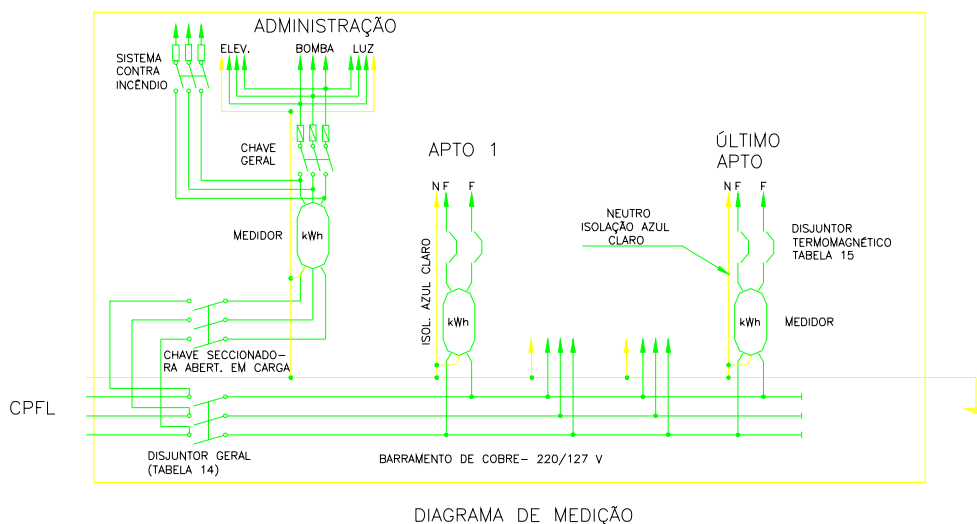 ADMINISTRAÇÃO
ELEV.
BOMBA
LUZ
SISTEMA
CONTRA
INCÊNDIO
CHAVE
GERAL
MEDIDOR
kWh
APTO 1
N F
F
ISOL. AZUL CLARO
kWh
NEUTRO
ISOLAÇÃO AZUL
CLARO
ÚLTIMO
APTO
N F
F
DISJUNTOR
TERMOMAGNÉTICO
TABELA 15
kWh
MEDIDOR
CHAVE SECCIONADO-
RA ABERT. EM CARGA
CPFL
DISJUNTOR GERAL
(TABELA 14)
BARRAMENTO DE COBRE- 220/127 V
DIAGRAMA DE MEDIÇÃO